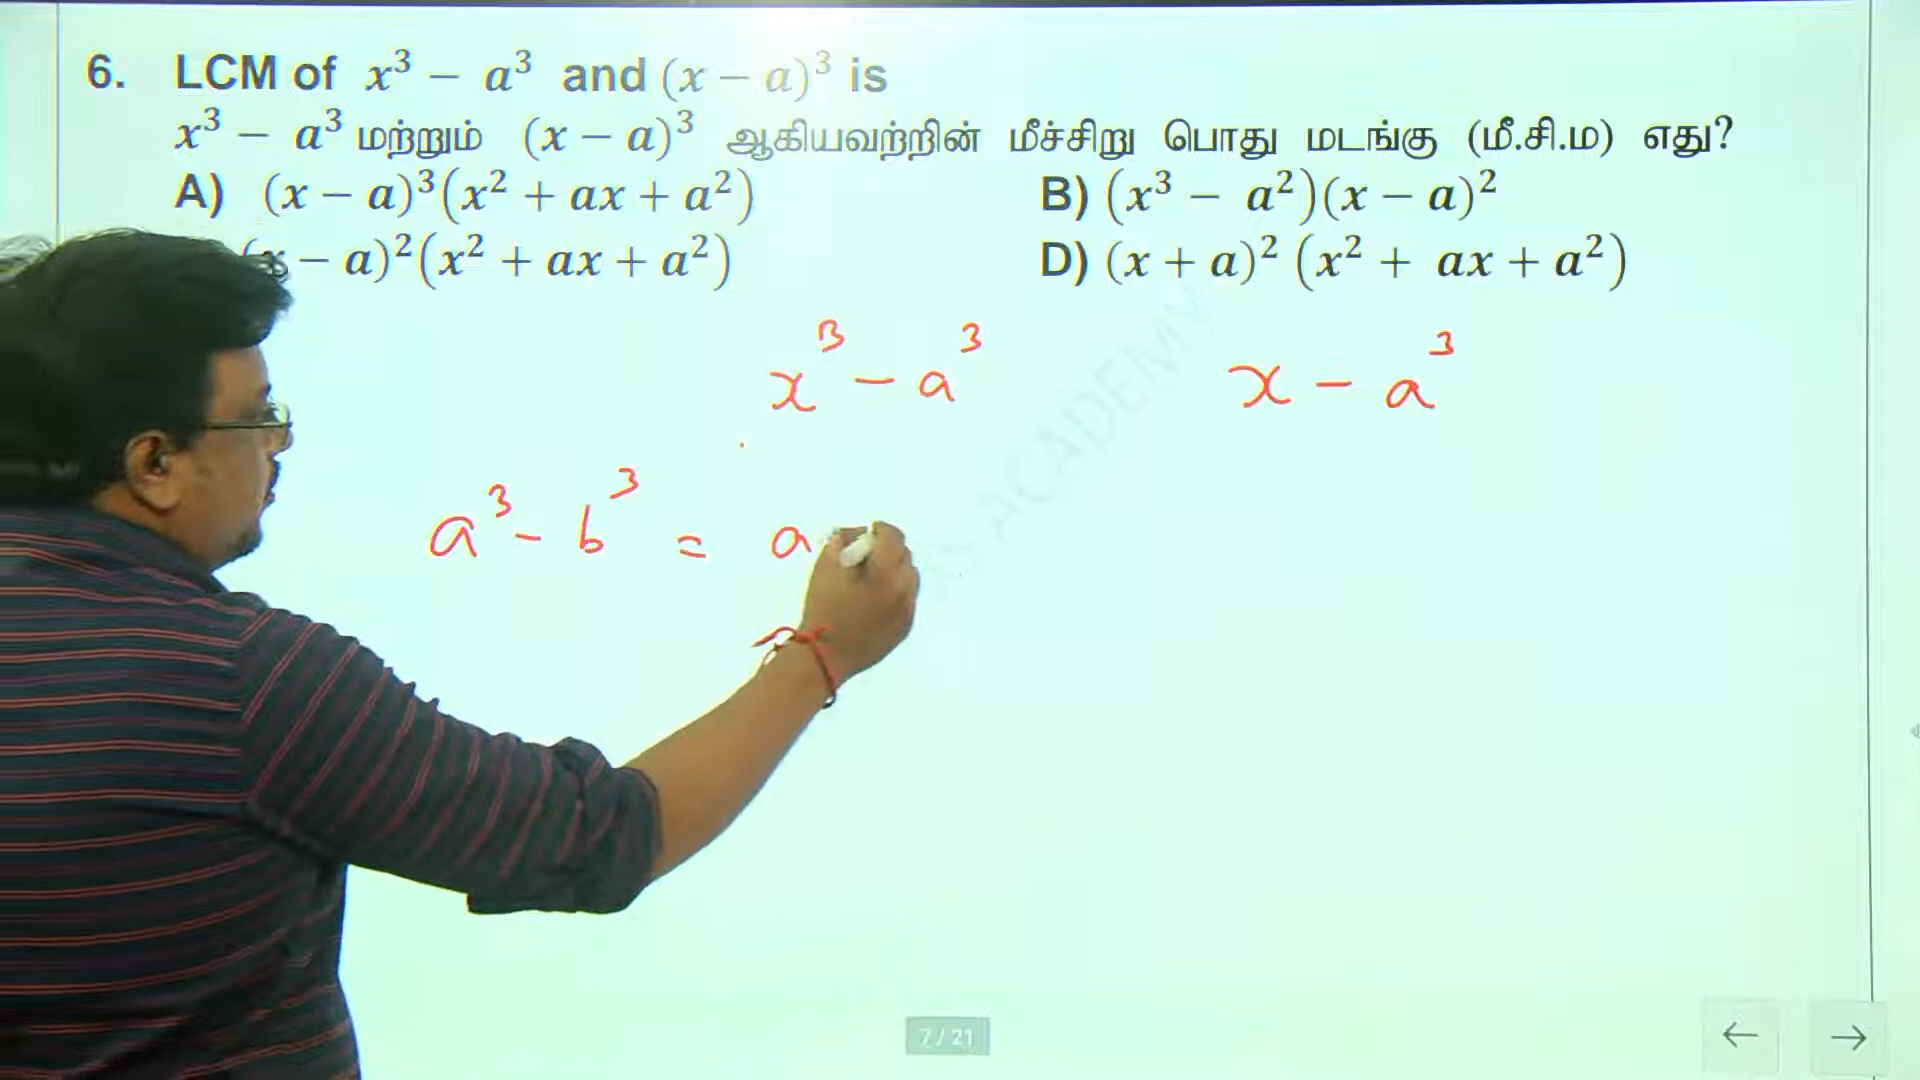 6. LCM of x³ – a³ and (x – a)³ is
x³ – a³ மற்றும் (x – a)³ ஆகியவற்றின் மீச்சிறு பொது மடங்கு (மீ.சி.ம) எது?
A) (x – a)³(x² + ax + a²) B) (x³ – a²)(x – a)²
(x – a)²(x² + ax + a²) D) (x + a)² (x² + ax + a²)
x³ – a³ x – a³
a³ – b³ = a
ACADEMY
7 / 21